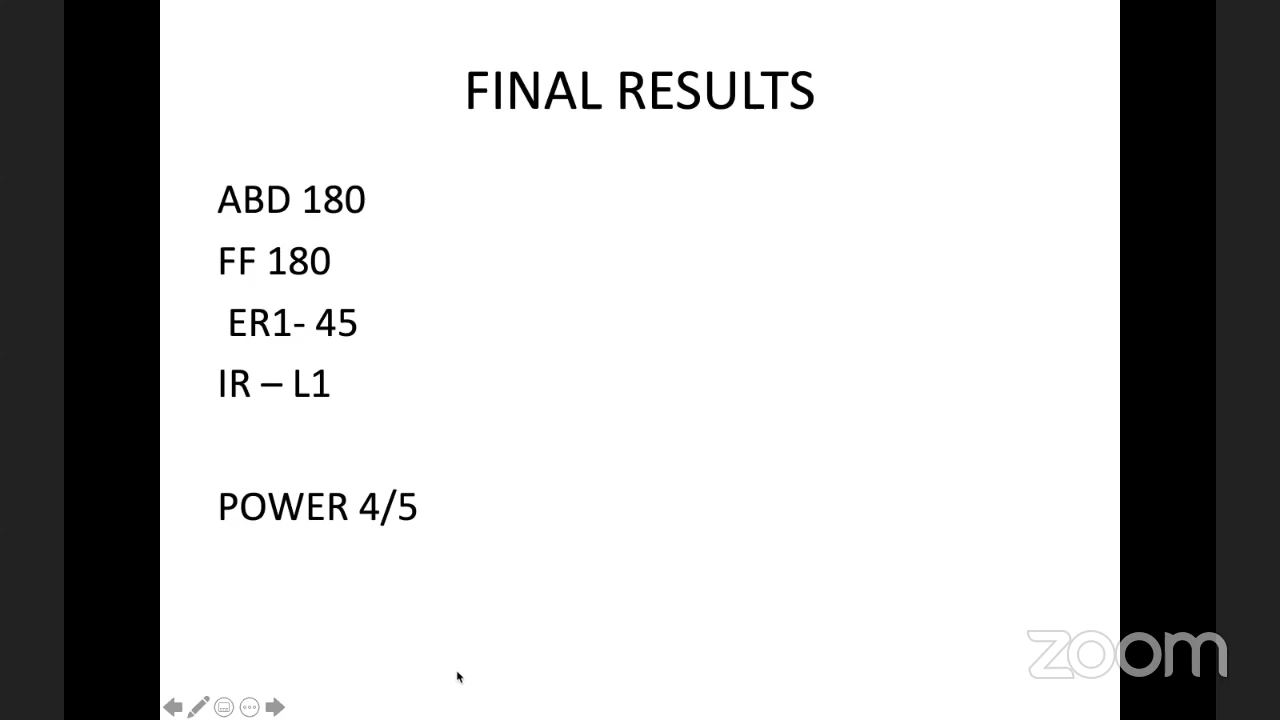 FINAL RESULTS
ABD 180
FF 180
ER1- 45
IR – L1
POWER 4/5
zoom